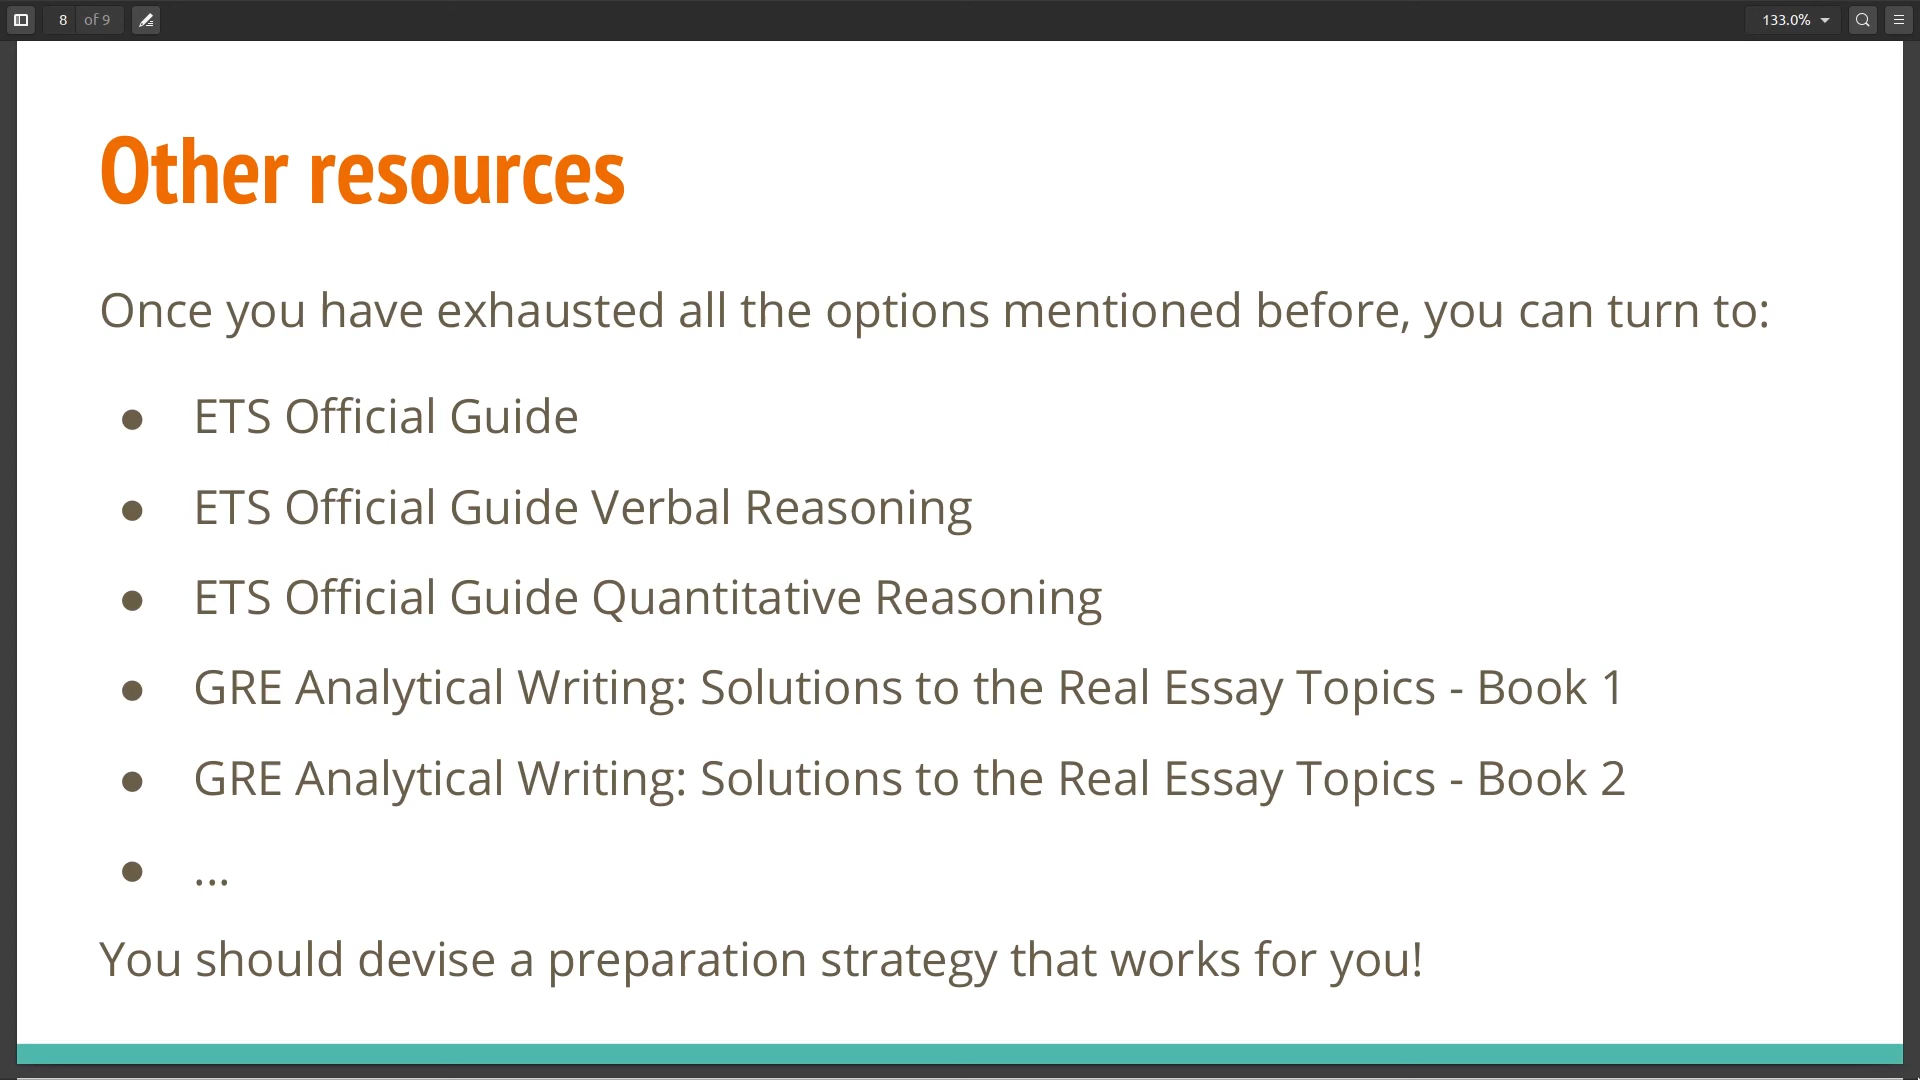 8 of 9 133.0%
Other resources
Once you have exhausted all the options mentioned before, you can turn to:
● ETS Official Guide
● ETS Official Guide Verbal Reasoning
● ETS Official Guide Quantitative Reasoning
● GRE Analytical Writing: Solutions to the Real Essay Topics - Book 1
● GRE Analytical Writing: Solutions to the Real Essay Topics - Book 2
● ...
You should devise a preparation strategy that works for you!